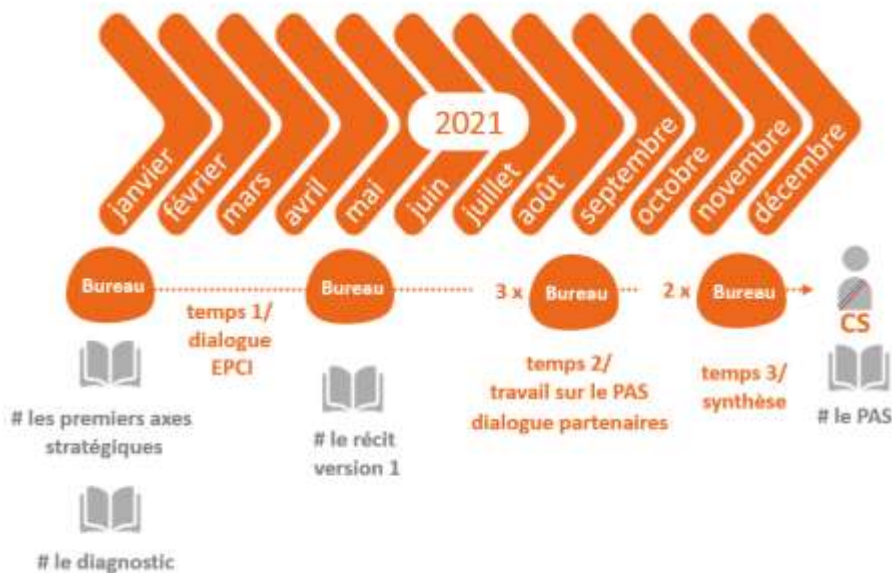 2021
janvier
février
mars
avril
mai
juin
juillet
août
septembre
octobre
novembre
décembre
Bureau
temps 1/
dialogue
EPCI
Bureau
3 x
Bureau
temps 2/
travail sur le PAS
dialogue partenaires
2 x
Bureau
temps 3/
synthèse
CS
# les premiers axes
stratégiques
# le diagnostic
# le récit
version 1
# le PAS